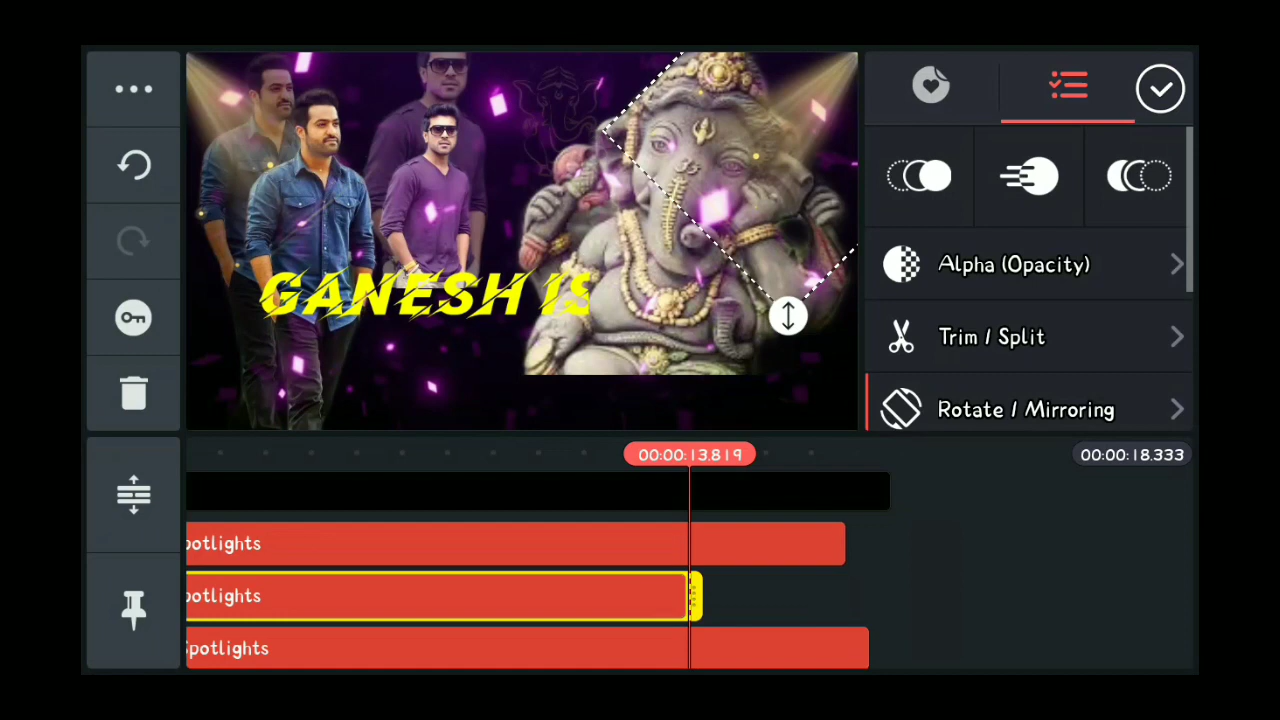 GANESH IS
Alpha (Opacity)
Trim / Split
Rotate / Mirroring
00:00:13.819
00:00:18.333
potlights
potlights
Spotlights